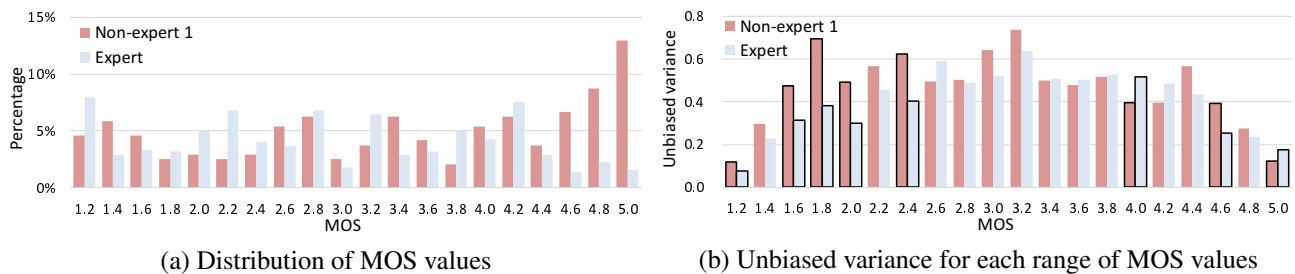 15%
10%
5%
0%
Percentage
Non-expert 1
Expert
1.2 1.4 1.6 1.8 2.0 2.2 2.4 2.6 2.8 3.0 3.2 3.4 3.6 3.8 4.0 4.2 4.4 4.6 4.8 5.0
MOS
(a) Distribution of MOS values
0.8
0.6
0.4
0.2
0.0
Unbiased variance
Non-expert 1
Expert
1.2 1.4 1.6 1.8 2.0 2.2 2.4 2.6 2.8 3.0 3.2 3.4 3.6 3.8 4.0 4.2 4.4 4.6 4.8 5.0
MOS
(b) Unbiased variance for each range of MOS values